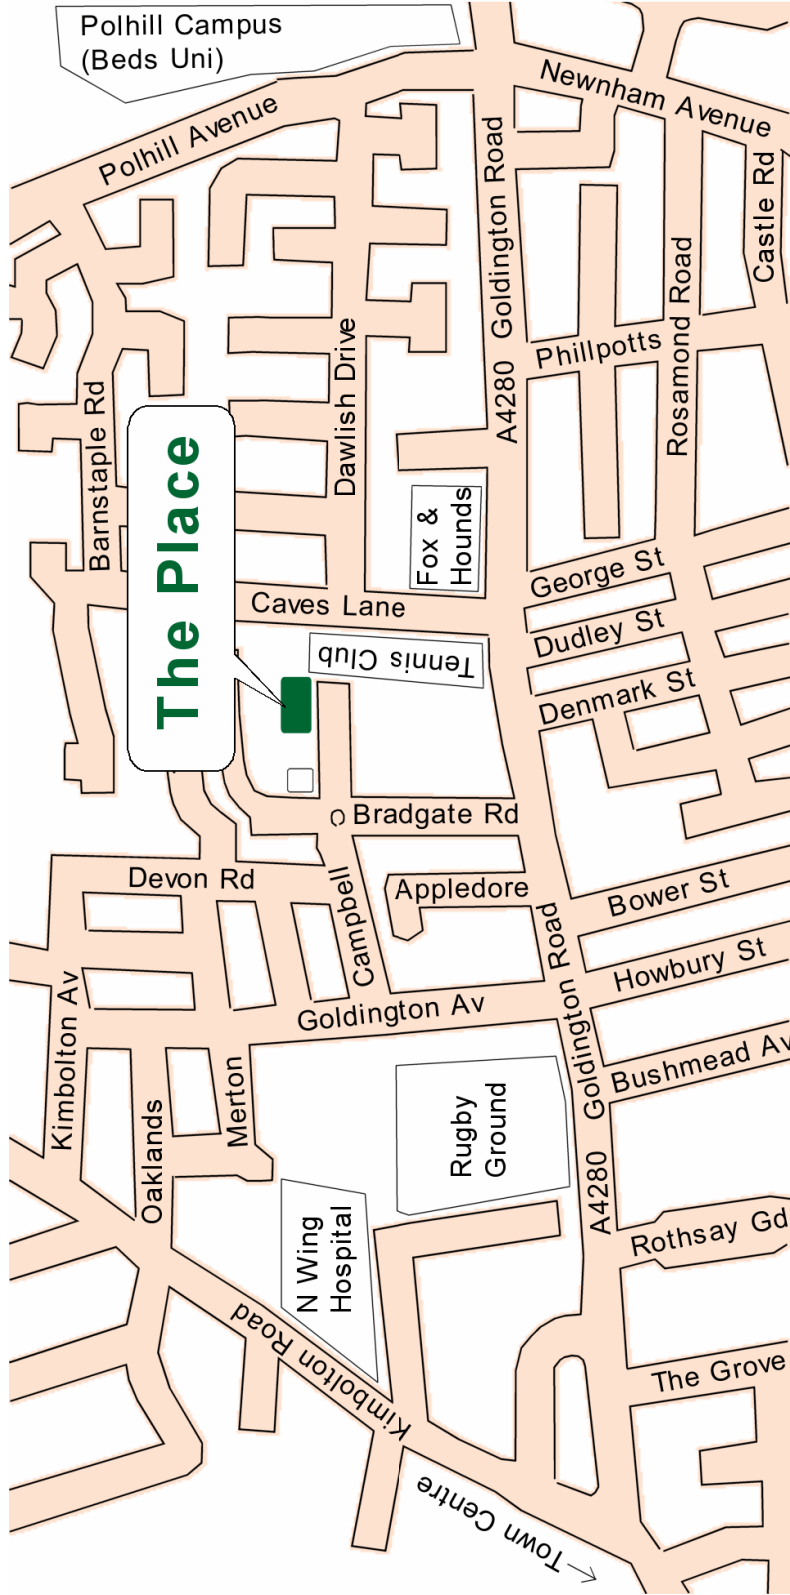 Polhill Campus
(Beds Uni)
Newnham Avenue
Polhill Avenue
A4280 Goldington Road
Castle Rd
Rosamond Road
Phillpotts
Dawlish Drive
Barnstaple Rd
The Place
Fox &
Hounds
George St
Caves Lane
Dudley St
Tennis Club
Denmark St
Bradgate Rd
Devon Rd
Appledore
Bower St
Campbell C
Howbury St
Kimbolton Av
Goldington Av
A4280 Goldington Road
Bushmead Av
Merton
Oaklands
Rugby
Ground
N Wing
Hospital
Rothsay Gd
Kimbolton Road
The Grove
←Town Centre